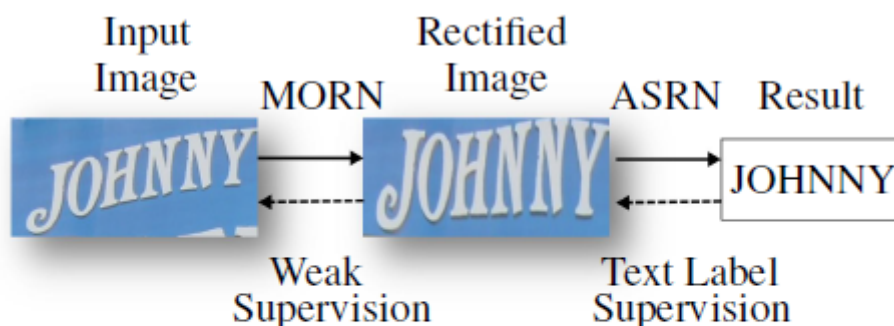 Input Image
Rectified Image
MORN
ASRN
Result
JOHNNY
JOHNNY
JOHNNY
Weak Supervision
Text Label Supervision